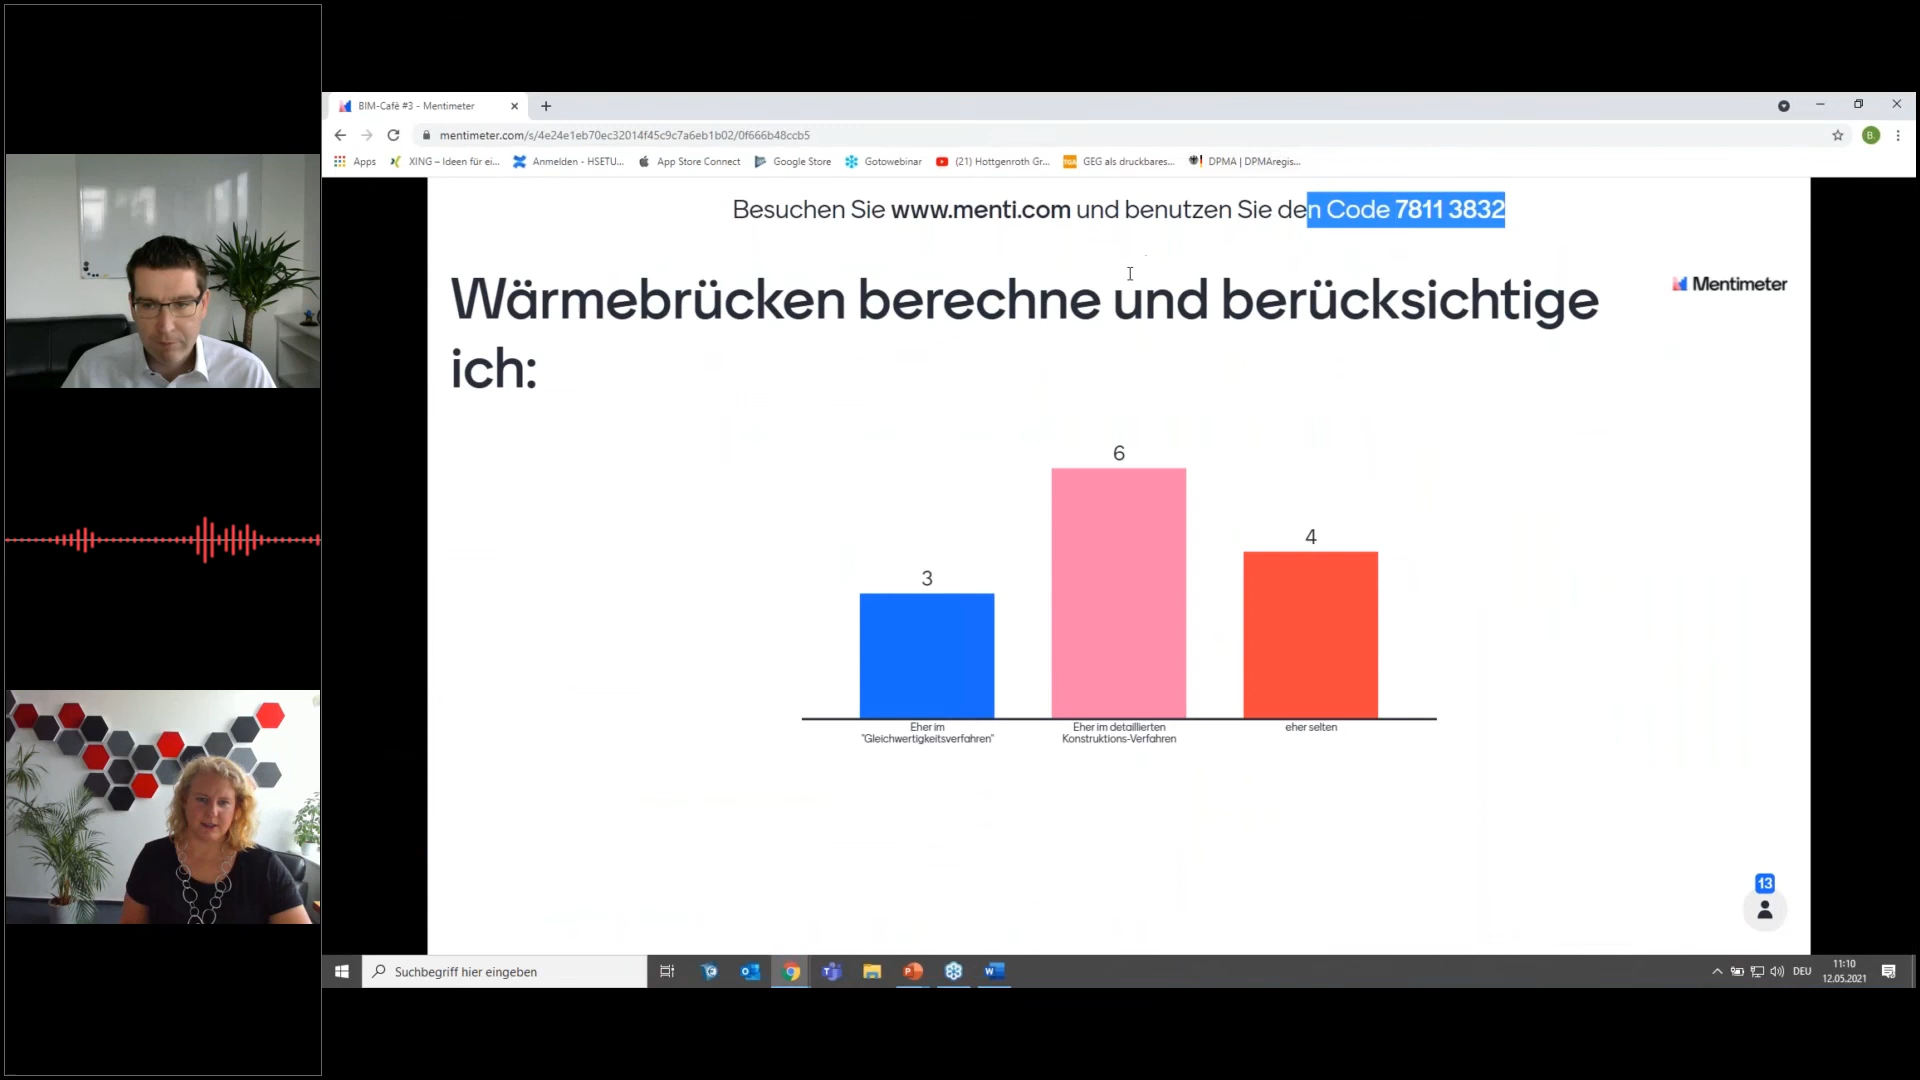 BIM-Café #3 - Mentimeter
mentimeter.com/s/4e24e1eb70ec32014f45c9c7a6eb1b02/0f666b48ccb5
B.
Apps
XING – Ideen für ei...
Anmelden - HSETU...
App Store Connect
Google Store
Gotowebinar
(21) Hottgenroth Gr...
TGA
GEG als druckbares...
DPMA | DPMAregis...
Besuchen Sie www.menti.com und benutzen Sie den Code 7811 3832
Wärmebrücken berechne und berücksichtige
ich:
Mentimeter
3
6
4
Eher im
"Gleichwertigkeitsverfahren"
Eher im detaillierten
Konstruktions-Verfahren
eher selten
13
Suchbegriff hier eingeben
DEU
11:10
12.05.2021